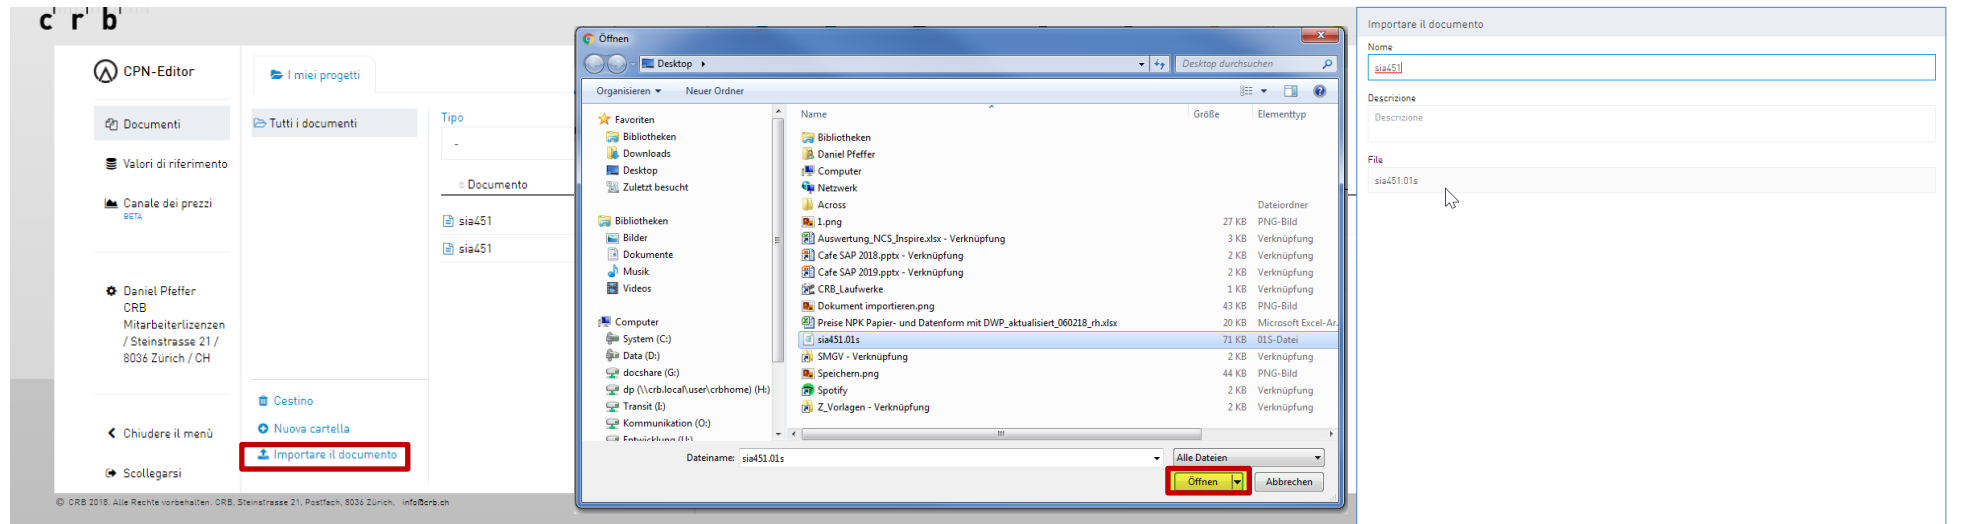 c r b
CPN-Editor
Documenti
Valori di riferimento
Canale dei prezzi
BETA
Daniel Pfeffer
CRB
Mitarbeiterlizenzen
/ Steinstrasse 21 /
8036 Zürich / CH
Chiudere il menù
Scollegarsi
I miei progetti
Tutti i documenti
Cestino
Nuova cartella
Importare il documento
Tipo
-
Documento
sia451
sia451
© CRB 2018. Alle Rechte vorbehalten. CRB, Steinstrasse 21, Postfach, 8036 Zürich, info@crb.ch
Öffnen
Desktop
Desktop durchsuchen
Organisieren
Neuer Ordner
Favoriten
Bibliotheken
Downloads
Desktop
Zuletzt besucht
Bibliotheken
Bilder
Dokumente
Musik
Videos
Computer
System (C:)
Data (D:)
docshare (G:)
dp (\\crb.local\user\crbhome) (H:)
Transit (I:)
Kommunikation (O:)
Entwicklung (U:)
Name Größe Elementtyp
Bibliotheken
Daniel Pfeffer
Computer
Netzwerk
Across Dateiordner
1.png 27 KB PNG-Bild
Auswertung_NCS_Inspire.xlsx - Verknüpfung 3 KB Verknüpfung
Cafe SAP 2018.pptx - Verknüpfung 2 KB Verknüpfung
Cafe SAP 2019.pptx - Verknüpfung 2 KB Verknüpfung
CRB_Laufwerke 1 KB Verknüpfung
Dokument importieren.png 43 KB PNG-Bild
Preise NPK Papier- und Datenform mit DWP_aktualisiert_060218_rh.xlsx 20 KB Microsoft Excel-Ar
sia451.01s 71 KB 01S-Datei
SMGV - Verknüpfung 2 KB Verknüpfung
Speichern.png 44 KB PNG-Bild
Spotify 2 KB Verknüpfung
Z_Vorlagen - Verknüpfung 2 KB Verknüpfung
Dateiname: sia451.01s
Alle Dateien
Öffnen
Abbrechen
Importare il documento
Nome
sia451
Descrizione
Descrizione
File
sia451.01s